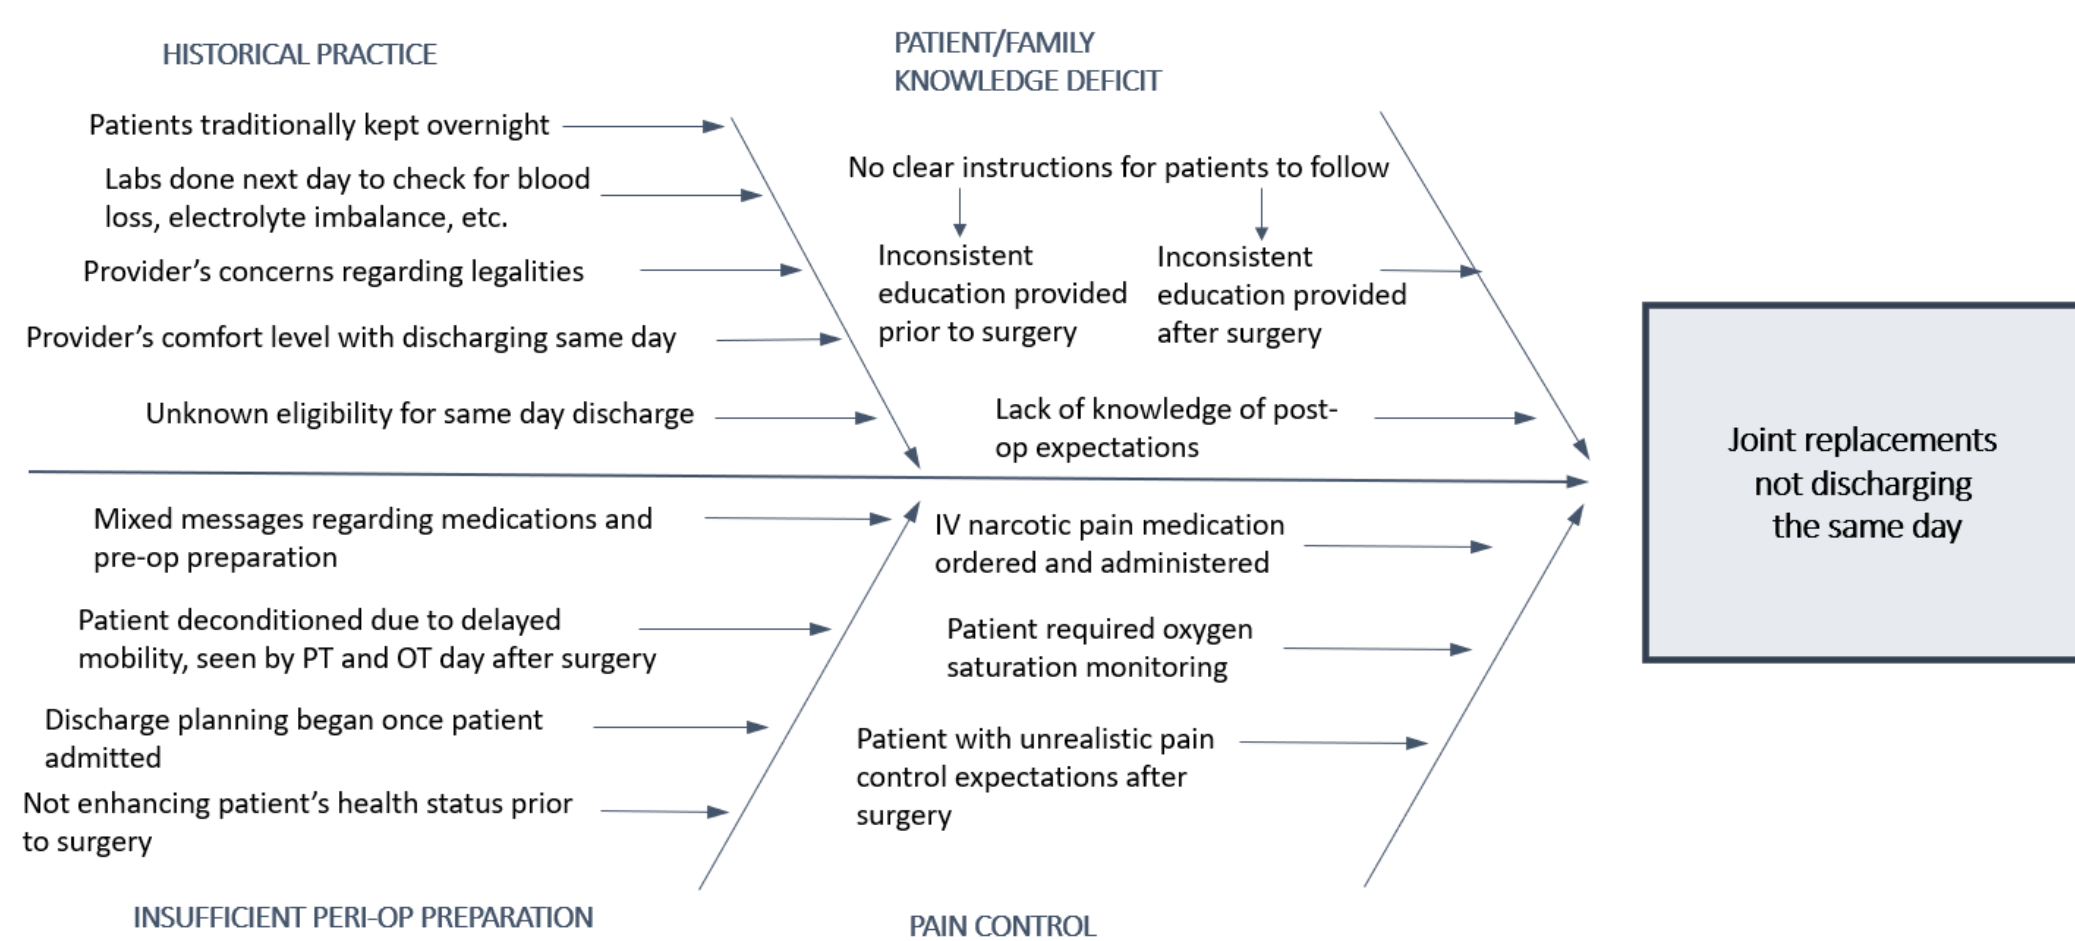 HISTORICAL PRACTICE
Patients traditionally kept overnight
Labs done next day to check for blood
loss, electrolyte imbalance, etc.
Provider’s concerns regarding legalities
Provider’s comfort level with discharging same day
Unknown eligibility for same day discharge
PATIENT/FAMILY
KNOWLEDGE DEFICIT
No clear instructions for patients to follow
Inconsistent
education provided
prior to surgery
Inconsistent
education provided
after surgery
Lack of knowledge of post-
op expectations
Mixed messages regarding medications and
pre-op preparation
Patient deconditioned due to delayed
mobility, seen by PT and OT day after surgery
Discharge planning began once patient
admitted
Not enhancing patient’s health status prior
to surgery
INSUFFICIENT PERI-OP PREPARATION
IV narcotic pain medication
ordered and administered
Patient required oxygen
saturation monitoring
Patient with unrealistic pain
control expectations after
surgery
PAIN CONTROL
Joint replacements
not discharging
the same day